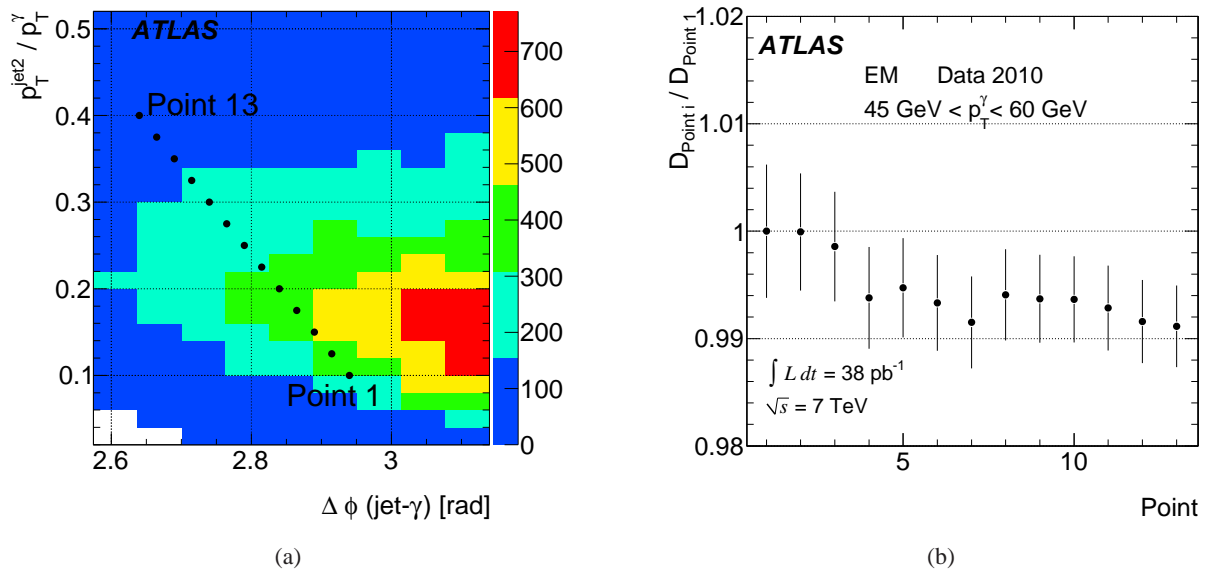 ATLAS
p_T^jet2 / p_T^γ
0.5
0.4
0.3
0.2
0.1
Point 13
Point 1
2.6 2.8 3
Δ ϕ (jet-γ) [rad]
700
600
500
400
300
200
100
0
(a)
ATLAS
EM Data 2010
45 GeV < p_T^γ < 60 GeV
D_Point i / D_Point 1
1.02
1.01
1
0.99
0.98
∫ L dt = 38 pb⁻¹
√s = 7 TeV
5 10
Point
(b)